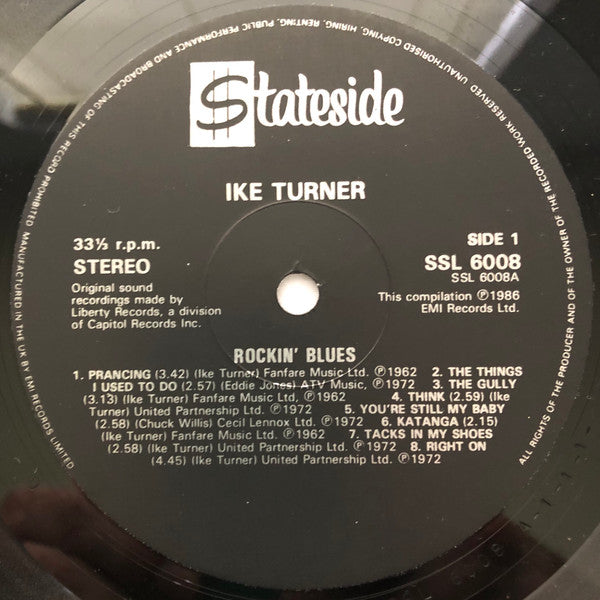 $tateside
IKE TURNER
33⅓ r.p.m.
STEREO
SIDE 1
SSL 6008
SSL 6008A
Original sound
recordings made by
Liberty Records, a division
of Capitol Records Inc.
This compilation ℗1986
EMI Records Ltd.
ROCKIN' BLUES
1. PRANCING (3.42) (Ike Turner) Fanfare Music Ltd. ℗1962 2. THE THINGS
I USED TO DO (2.57) (Eddie Jones) ATV Music, ℗1972 3. THE GULLY
(3.13) (Ike Turner) Fanfare Music Ltd, ℗1962 4. THINK (2.59) (Ike
Turner) United Partnership Ltd. ℗1972 5. YOU'RE STILL MY BABY
(2.58) (Chuck Willis) Cecil Lennox Ltd. ℗1972 6. KATANGA (2.15)
(Ike Turner) Fanfare Music Ltd. ℗1962 7. TACKS IN MY SHOES
(2.58) (Ike Turner) United Partnership Ltd. ℗1972 8. RIGHT ON
(4.45) (Ike Turner) United Partnership Ltd. ℗1972
ALL RIGHTS OF THE PRODUCER AND OF THE OWNER OF THE RECORDED WORK RESERVED UNAUTHORISED COPYING, HIRING, RENTING, PUBLIC PERFORMANCE AND BROADCASTING OF THIS RECORD PROHIBITED MANUFACTURED IN THE UK BY EMI RECORDS LIMITED